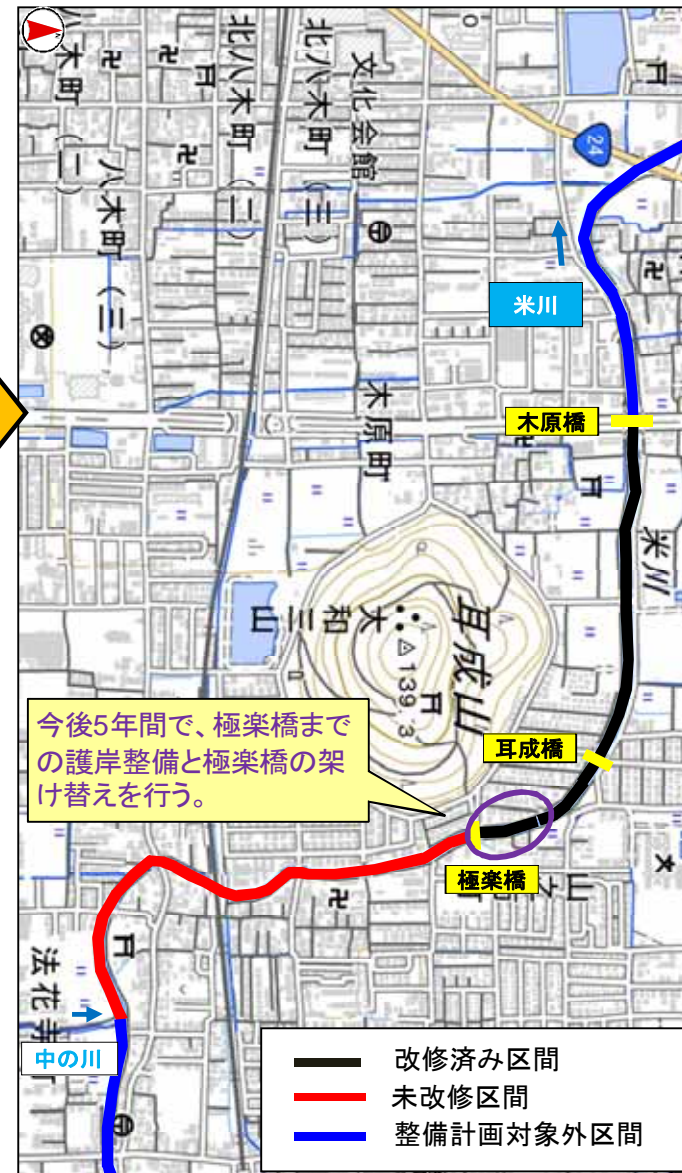 八木町(二)
八木町(三)
北八木町(二)
北八木町(三)
文化会館
24
米川
木原橋
木原町
米川
大和三山
耳成山
139.3
今後5年間で、極楽橋まで
の護岸整備と極楽橋の架
け替えを行う。
耳成橋
極楽橋
法花寺
中の川
改修済み区間
未改修区間
整備計画対象外区間